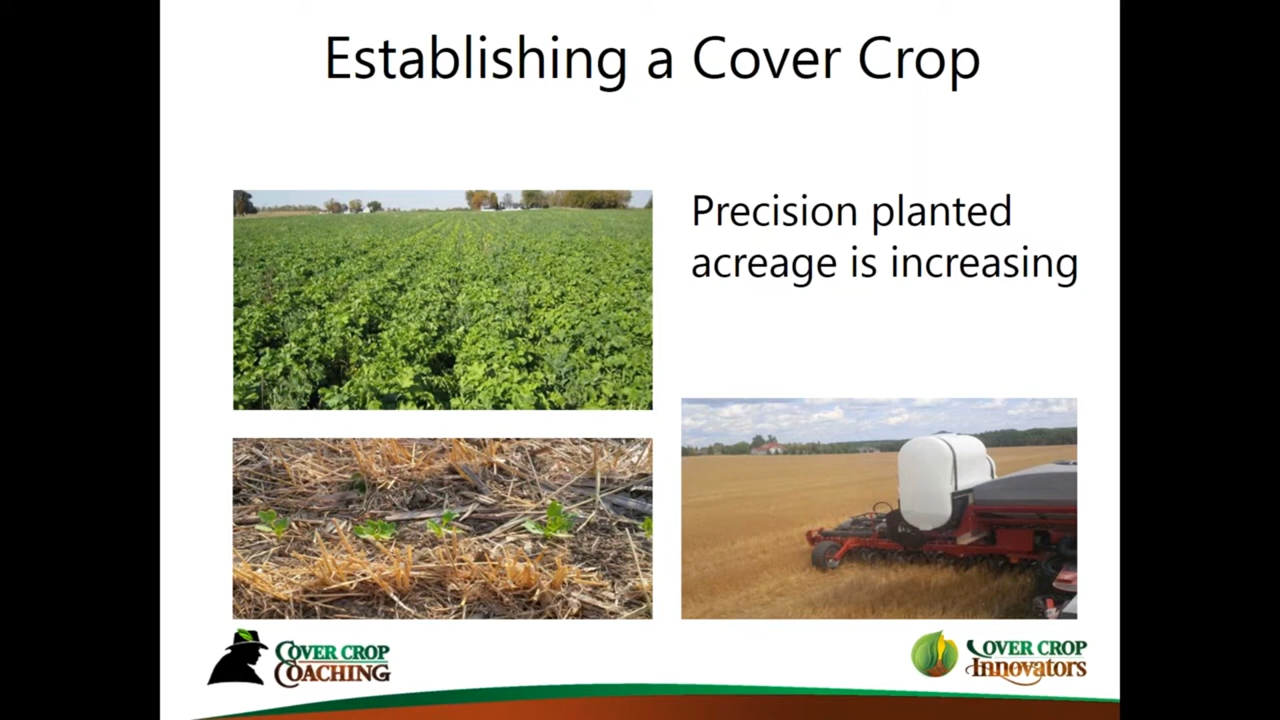 Establishing a Cover Crop
Precision planted
acreage is increasing
COVER CROP
COACHING
COVER CROP
Innovators